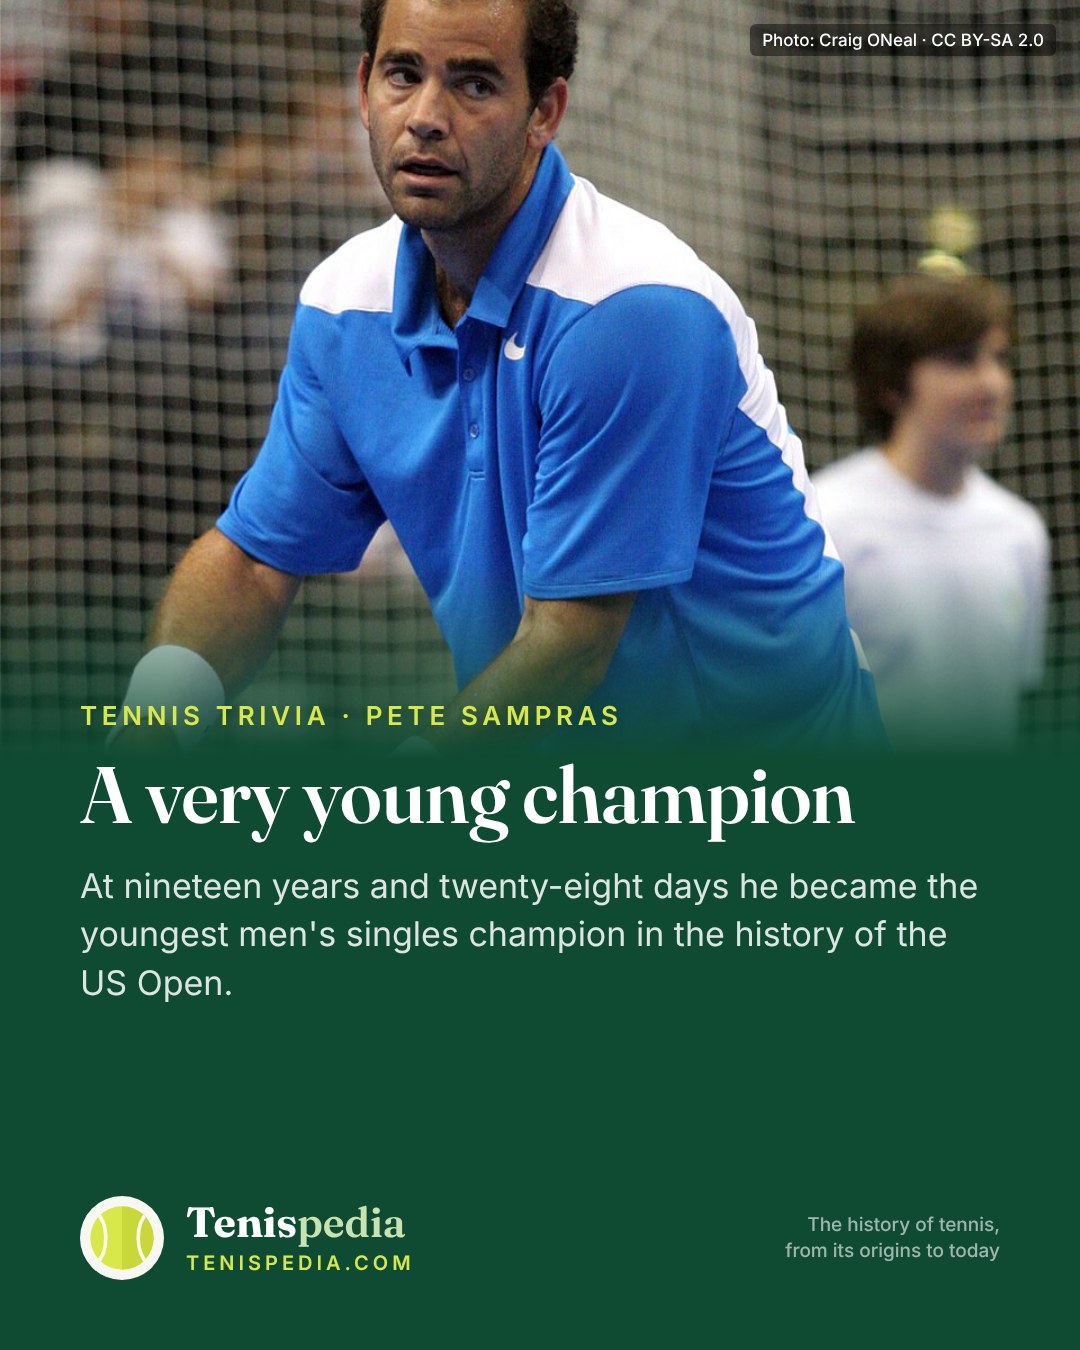 Photo: Craig ONeal · CC BY-SA 2.0
TENNIS TRIVIA · PETE SAMPRAS
A very young champion
At nineteen years and twenty-eight days he became the
youngest men's singles champion in the history of the
US Open.
Tenispedia
TENISPEDIA.COM
The history of tennis,
from its origins to today